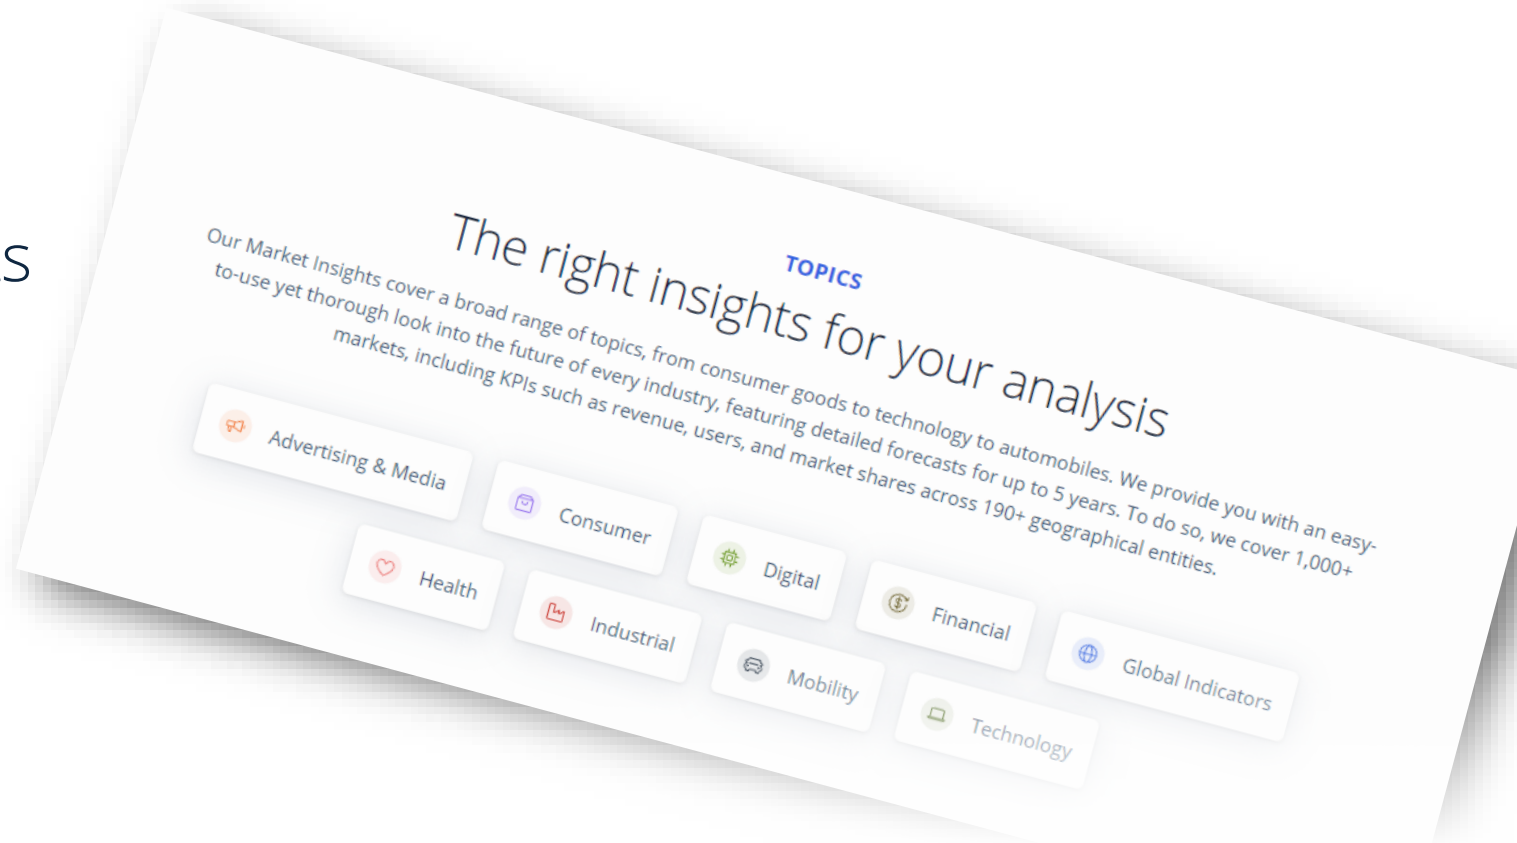 TOPICS
The right insights for your analysis
Our Market Insights cover a broad range of topics, from consumer goods to technology to automobiles. We provide you with an easy-
to-use yet thorough look into the future of every industry, featuring detailed forecasts for up to 5 years. To do so, we cover 1,000+
markets, including KPIs such as revenue, users, and market shares across 190+ geographical entities.
Advertising & Media
Consumer
Digital
Financial
Global Indicators
Health
Industrial
Mobility
Technology